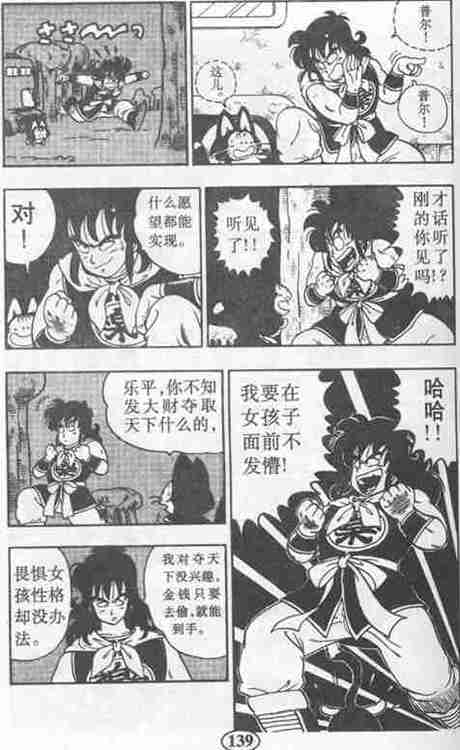 普尔！
普尔！
这儿。
才话听了
刚的你见
吗!?
听见
了!!
什么愿
望都能
实现。
对！
哈哈!!
我要在
女孩子
面前不
发槽!
乐平,你不知
发大财夺取
天下什么的,
我对夺天
下没兴趣,
金钱只要
去偷,就能
到手。
畏惧女
孩性格
却没办
法。
139